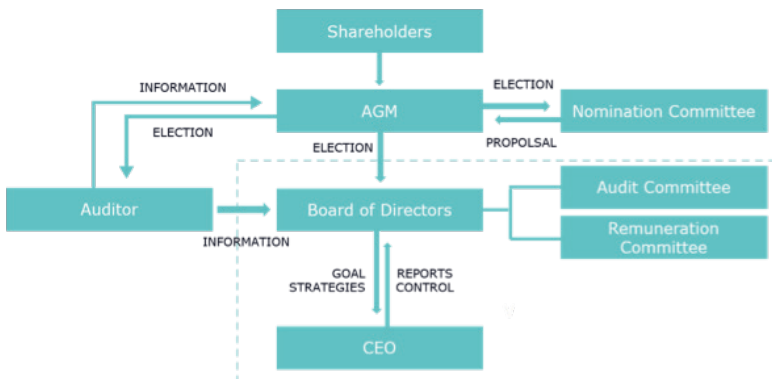 Shareholders
INFORMATION
ELECTION
AGM
Nomination Committee
ELECTION
ELECTION
PROPOLSAL
Auditor
Board of Directors
Audit Committee
INFORMATION
Remuneration
Committee
GOAL
STRATEGIES
REPORTS
CONTROL
CEO